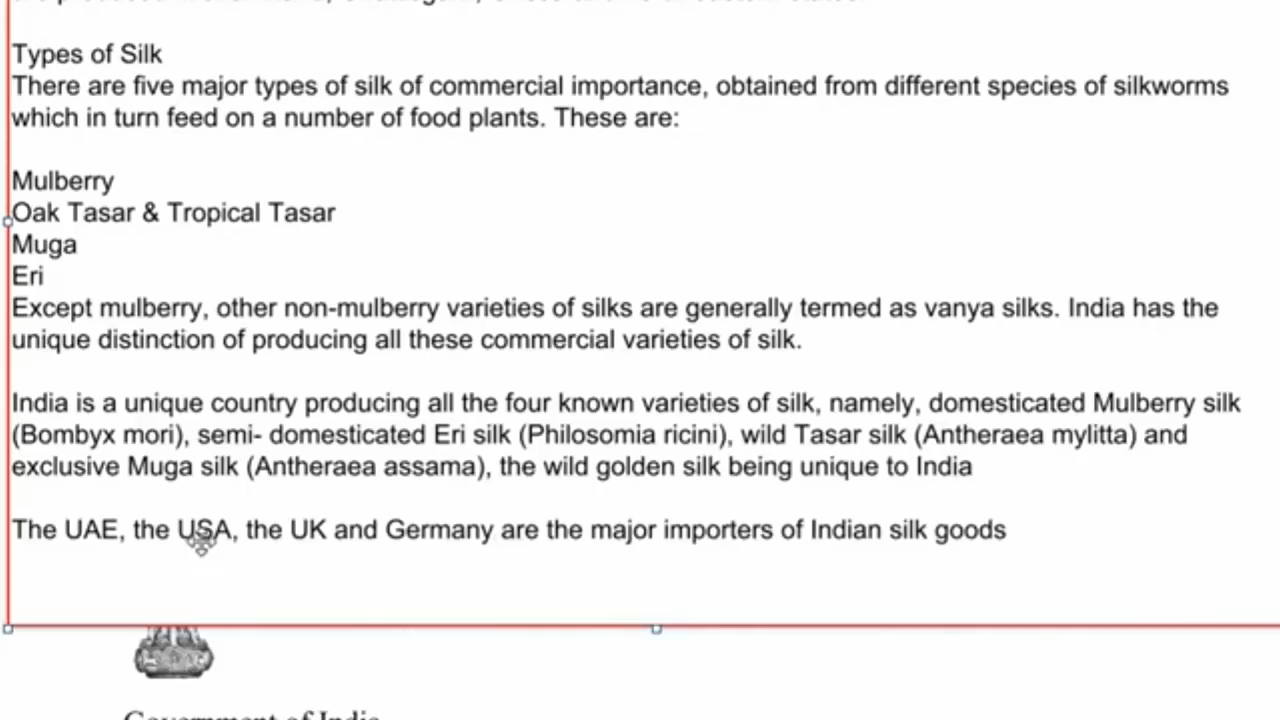 Types of Silk
There are five major types of silk of commercial importance, obtained from different species of silkworms
which in turn feed on a number of food plants. These are:
Mulberry
Oak Tasar & Tropical Tasar
Muga
Eri
Except mulberry, other non-mulberry varieties of silks are generally termed as vanya silks. India has the
unique distinction of producing all these commercial varieties of silk.
India is a unique country producing all the four known varieties of silk, namely, domesticated Mulberry silk
(Bombyx mori), semi- domesticated Eri silk (Philosomia ricini), wild Tasar silk (Antheraea mylitta) and
exclusive Muga silk (Antheraea assama), the wild golden silk being unique to India
The UAE, the USA, the UK and Germany are the major importers of Indian silk goods
Government of India